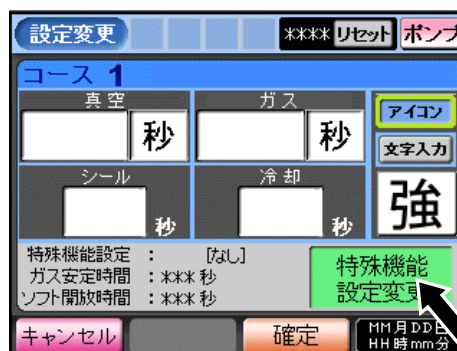 設定変更 **** リセット ポンプ
コース 1
真空 ガス
秒 秒 アイコン
文字入力
シール 冷却
秒 秒 強
特殊機能設定 : [なし]
ガス安定時間 : *** 秒
ソフト開放時間 : *** 秒
特殊機能
設定変更
キャンセル 確定 MM月DD日
HH時mm分